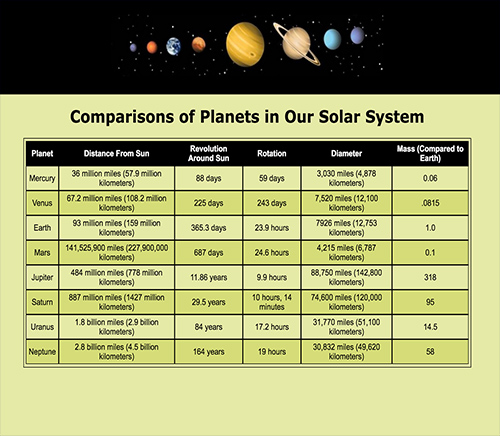 Comparisons of Planets in Our Solar System
Planet Distance From Sun Revolution Around Sun Rotation Diameter Mass (Compared to Earth)
Mercury 36 million miles (57.9 million kilometers) 88 days 59 days 3,030 miles (4,878 kilometers) 0.06
Venus 67.2 million miles (108.2 million kilometers) 225 days 243 days 7,520 miles (12,100 kilometers) .0815
Earth 93 million miles (159 million kilometers) 365.3 days 23.9 hours 7926 miles (12,753 kilometers) 1.0
Mars 141,525,900 miles (227,900,000 kilometers) 687 days 24.6 hours 4,215 miles (6,787 kilometers) 0.1
Jupiter 484 million miles (778 million kilometers) 11.86 years 9.9 hours 88,750 miles (142,800 kilometers) 318
Saturn 887 million miles (1427 million kilometers) 29.5 years 10 hours, 14 minutes 74,600 miles (120,000 kilometers) 95
Uranus 1.8 billion miles (2.9 billion kilometers) 84 years 17.2 hours 31,770 miles (51,100 kilometers) 14.5
Neptune 2.8 billion miles (4.5 billion kilometers) 164 years 19 hours 30,832 miles (49,620 kilometers) 58